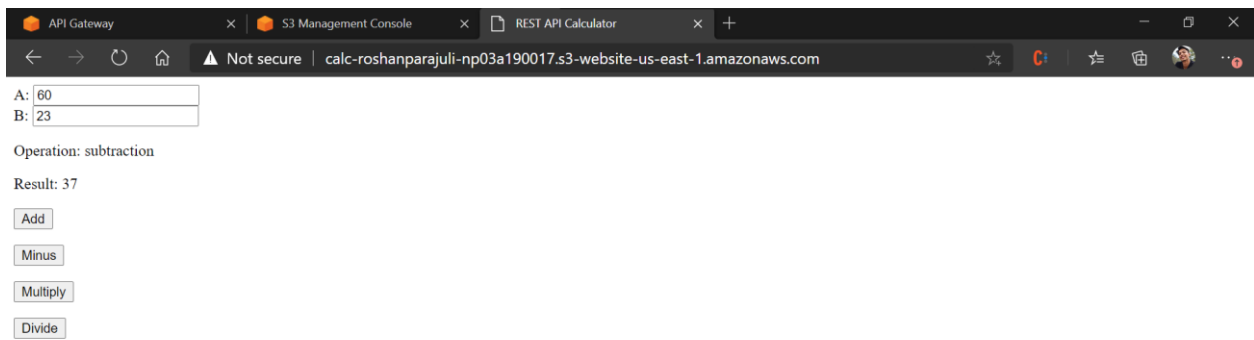 API Gateway
S3 Management Console
REST API Calculator
Not secure | calc-roshanparajuli-np03a190017.s3-website-us-east-1.amazonaws.com
A: 60
B: 23
Operation: subtraction
Result: 37
Add
Minus
Multiply
Divide